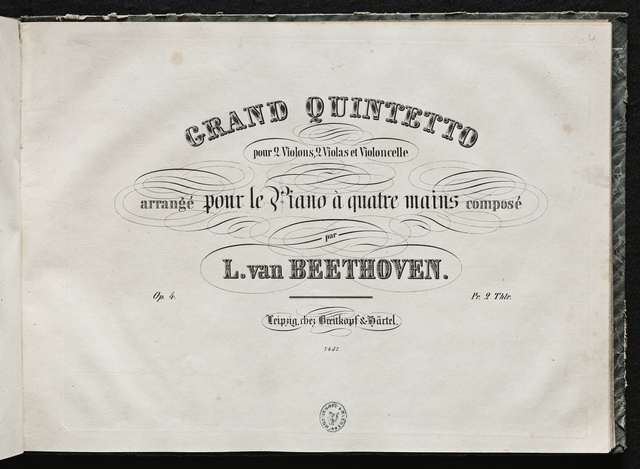 GRAND QUINTETTO
pour 2 Violons, 2 Violas et Violoncelle
arrangé pour le Piano à quatre mains composé
par
L. van BEETHOVEN.
Op. 4. Pr. 2 Thlr.
Leipzig, chez Breitkopf & Härtel.